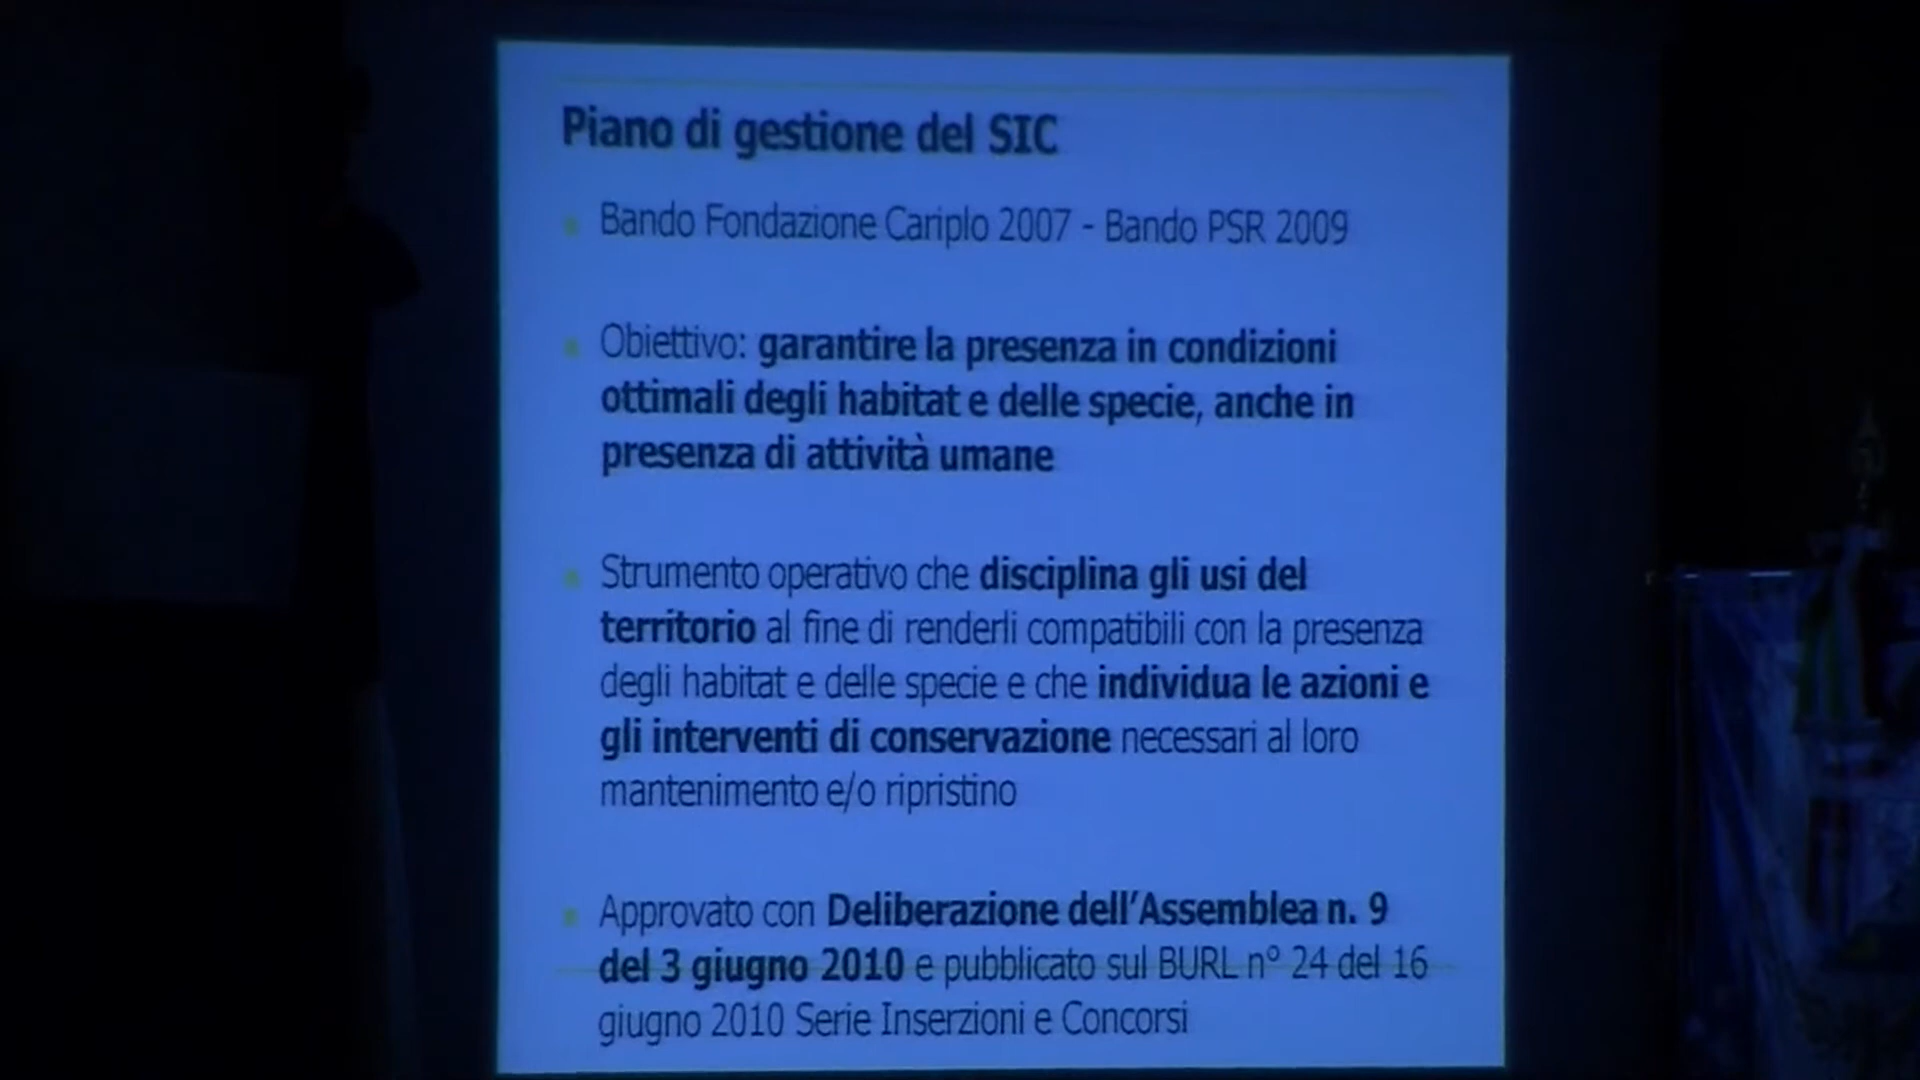 Piano di gestione del SIC
Bando Fondazione Cariplo 2007 - Bando PSR 2009
Obiettivo: garantire la presenza in condizioni
ottimali degli habitat e delle specie, anche in
presenza di attività umane
Strumento operativo che disciplina gli usi del
territorio al fine di renderli compatibili con la presenza
degli habitat e delle specie e che individua le azioni e
gli interventi di conservazione necessari al loro
mantenimento e/o ripristino
Approvato con Deliberazione dell'Assemblea n. 9
del 3 giugno 2010 e pubblicato sul BURL n° 24 del 16
giugno 2010 Serie Inserzioni e Concorsi